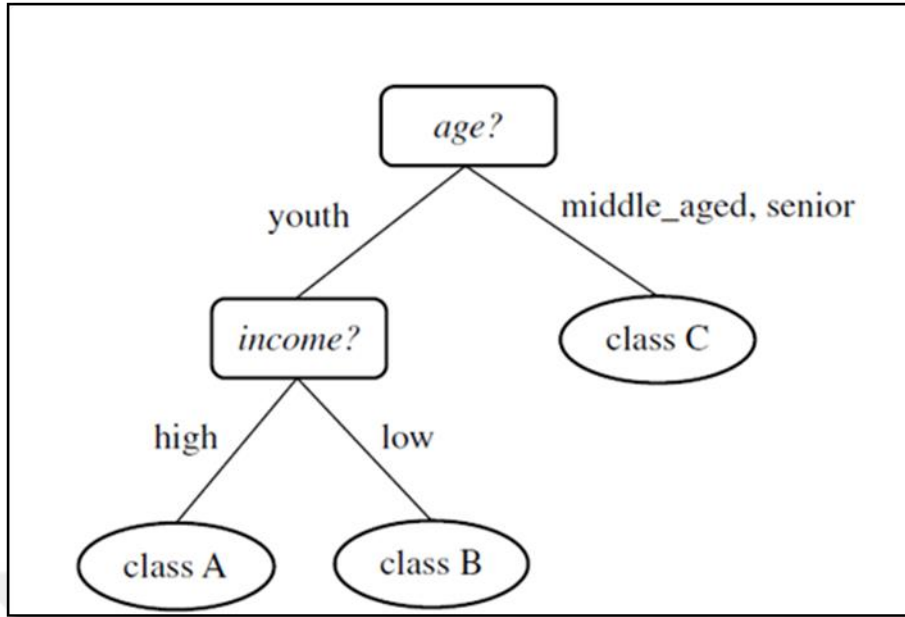 age?
youth
middle_aged, senior
income?
class C
high
low
class A
class B